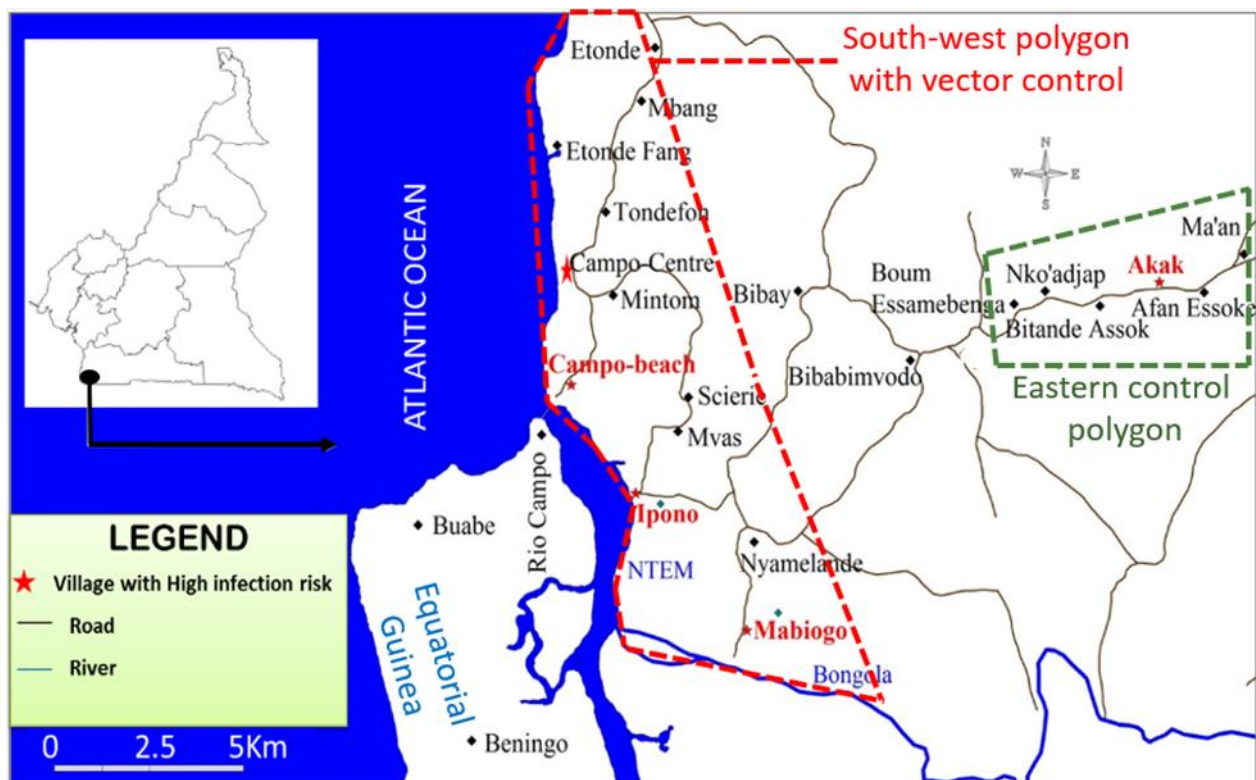 South-west polygon
with vector control
Etonde
Mbang
Etonde Fang
N
W
E
S
Tondefon
Ma'an
Campo-Centre
Nko'adjap
Akak
Mintom
Bibay
Boum
Essamebenga
Bitande Assok
Afan Essoke
ATLANTIC OCEAN
Campo-beach
Bibabimvodo
Eastern control
polygon
Scierie
Mvas
Rio Campo
Ipono
Buabe
NTEM
Nyamelande
Equatorial
Guinea
Mabiogo
Bongola
Beningo
LEGEND
Village with High infection risk
Road
River
0 2.5 5Km